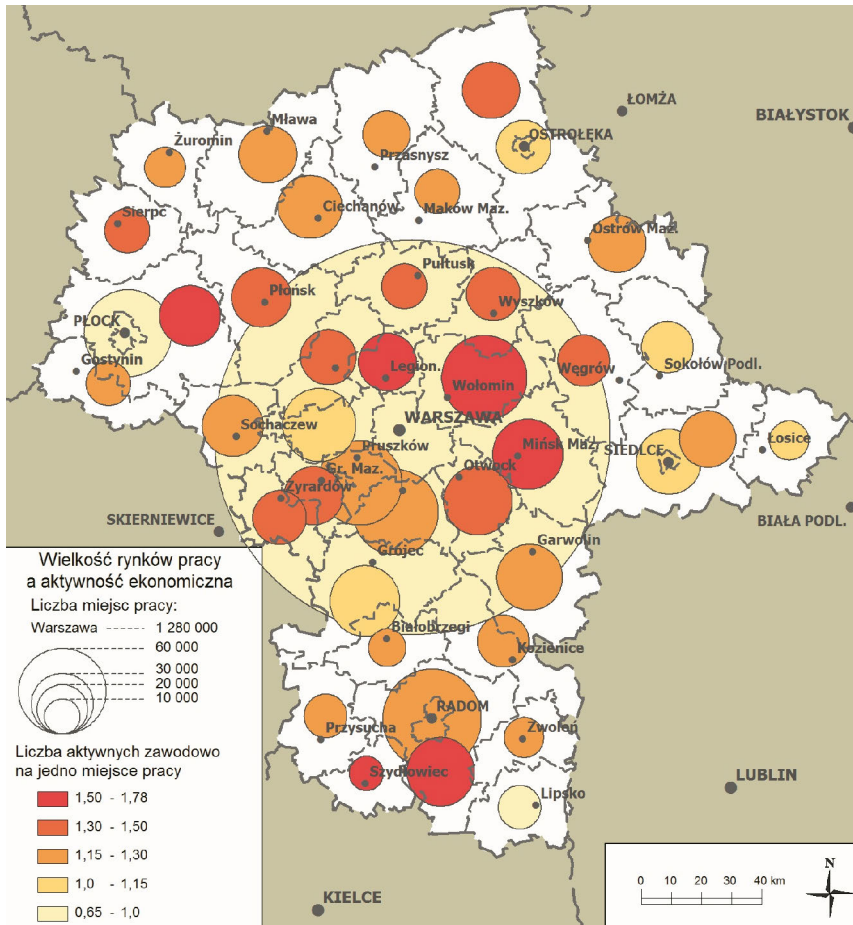 ŁOMŻA
BIAŁYSTOK
Mława
OSTROŁĘKA
Żuromin
Przasnysz
Sierpc
Ciechanów
Maków Maz.
Ostrów Maz.
Pułtusk
Płońsk
Wyszków
PŁOCK
Gostynin
Legion.
Wołomin
Węgrów
Sokołów Podl.
WARSZAWA
Sochaczew
Pruszków
Mińsk Maz.
SIEDLCE
Łosice
Gr. Maz.
Otwock
Żyrardów
SKIERNIEWICE
BIAŁA PODL.
Garwolin
Grójec
Białobrzegi
Kozienice
RADOM
Przysucha
Zwoleń
Szydłowiec
Lipsko
LUBLIN
KIELCE
Wielkość rynków pracy
a aktywność ekonomiczna
Liczba miejsc pracy:
Warszawa 1 280 000
60 000
30 000
20 000
10 000
Liczba aktywnych zawodowo
na jedno miejsce pracy
1,50 - 1,78
1,30 - 1,50
1,15 - 1,30
1,0 - 1,15
0,65 - 1,0
N
0 10 20 30 40 km